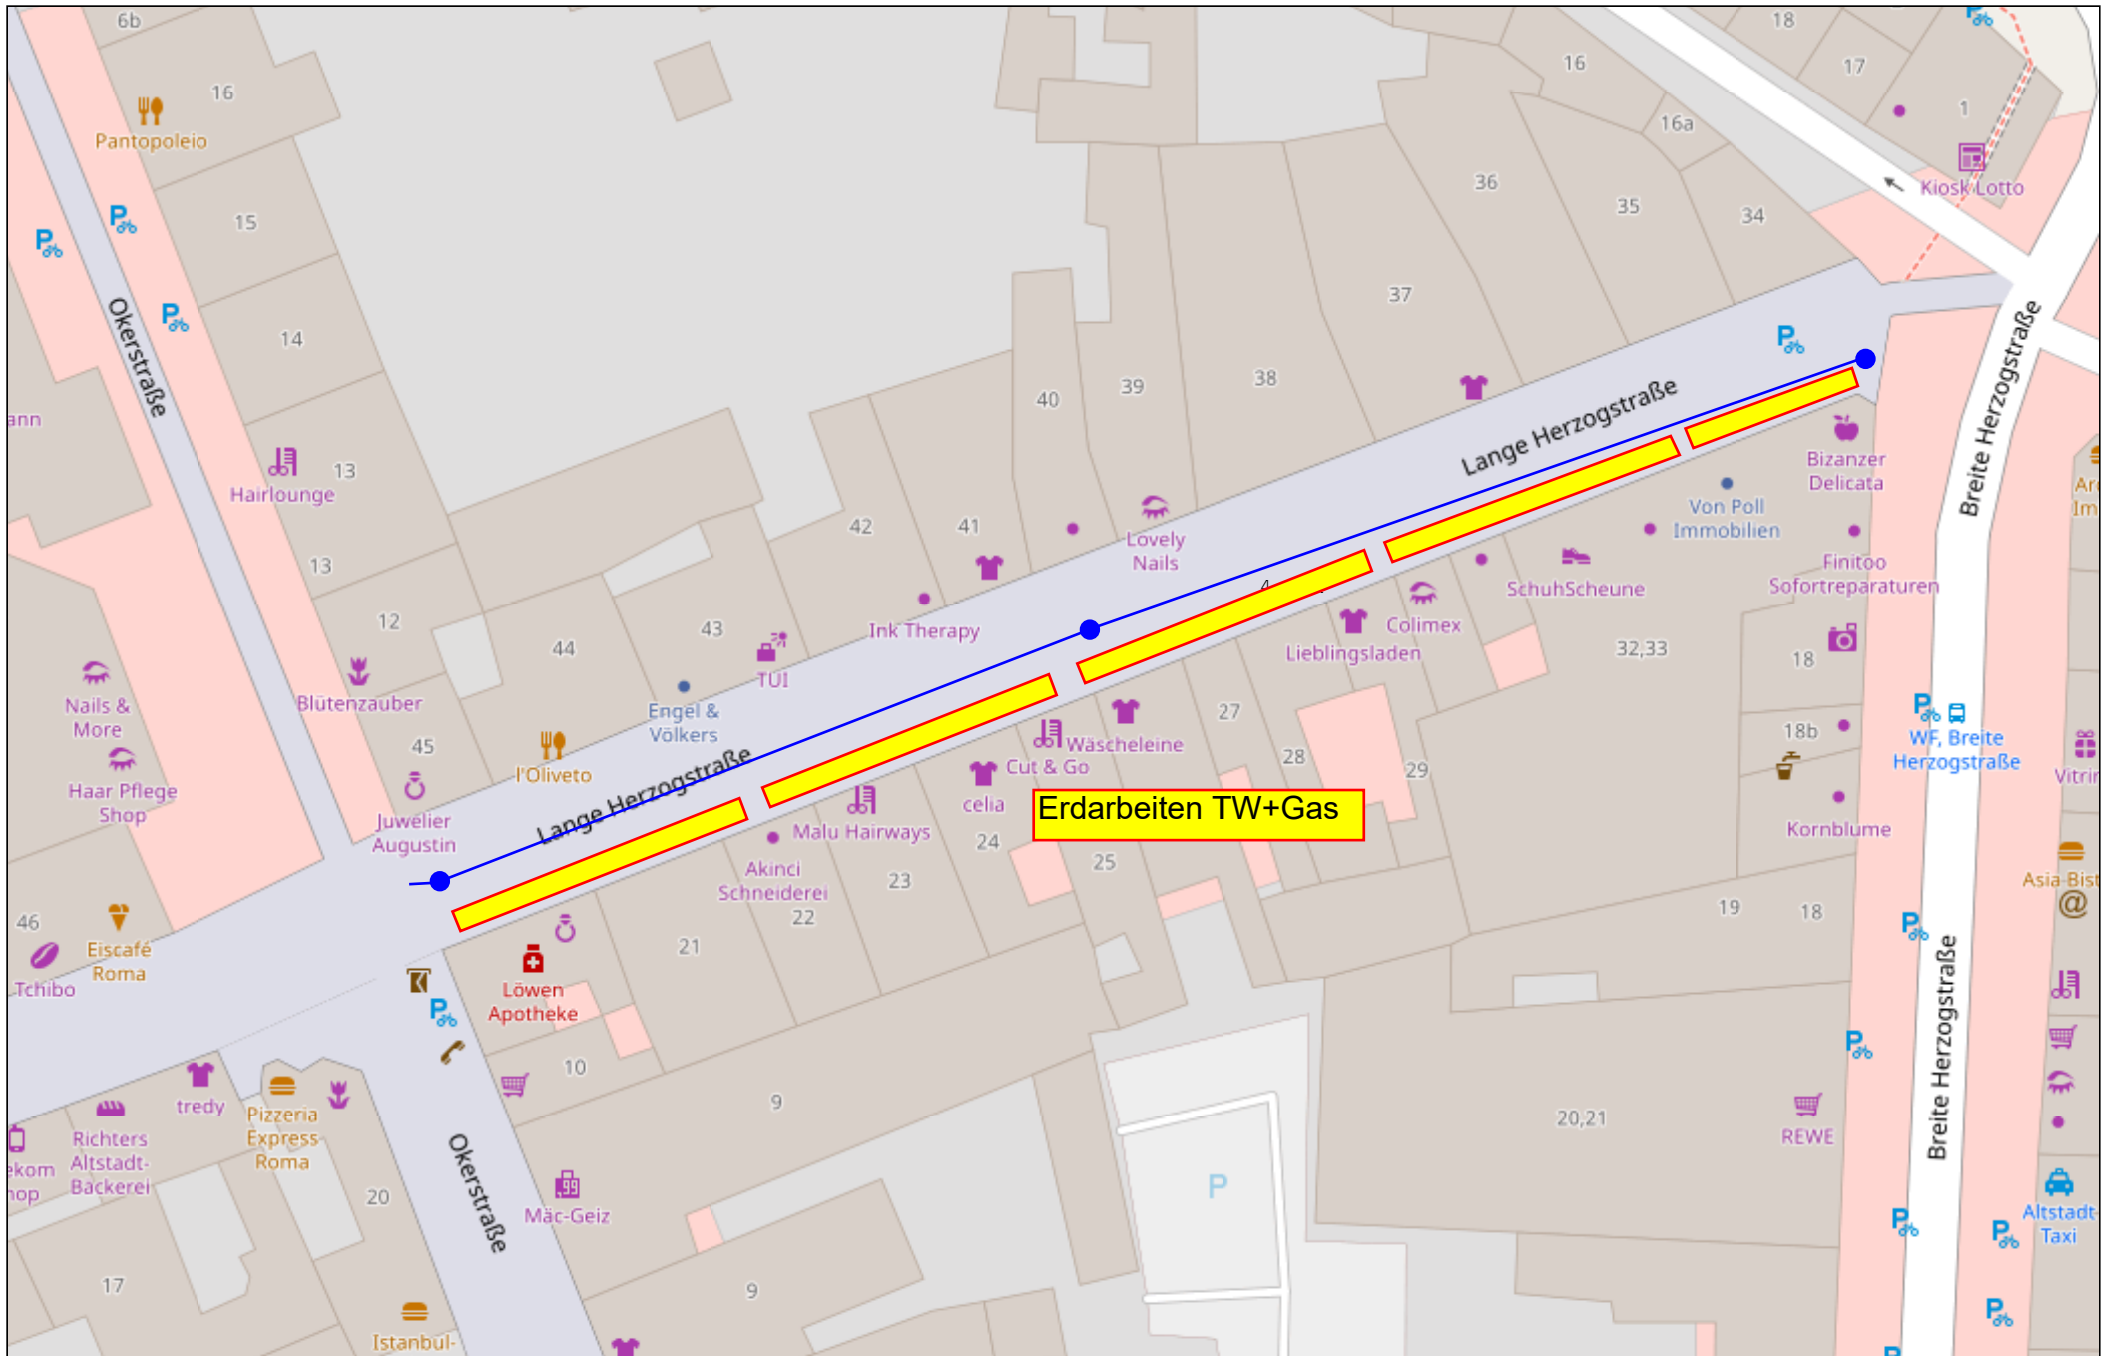 6b
16
Pantopoleio
15
14
Okerstraße
ann
13
Hairlounge
13
12
Blütenzauber
Nails &
More
Haar Pflege
Shop
45
Juwelier
Augustin
44
l'Oliveto
43
Engel &
Völkers
TUI
42
41
Ink Therapy
40
39
Lovely
Nails
38
37
36
35
34
16
16a
18
17
1
Kiosk Lotto
Lange Herzogstraße
Lange Herzogstraße
Breite Herzogstraße
Bizanzer
Delicata
Von Poll
Immobilien
Finitoo
Sofortreparaturen
SchuhScheune
Colimex
Lieblingsladen
32,33
18
18b
WF, Breite
Herzogstraße
Kornblume
27
28
29
Wäscheleine
Cut & Go
celia
Erdarbeiten TW+Gas
Malu Hairways
Akinci
Schneiderei
24
25
23
22
21
Löwen
Apotheke
10
9
46
Eiscafé
Roma
Tchibo
tredy
Richters
Altstadt-
Bäckerei
ekom
hop
Pizzeria
Express
Roma
20
17
Okerstraße
Mäc-Geiz
9
Istanbul-
P
19
18
20,21
REWE
Breite Herzogstraße
Vitrin
Asia-Bist
@
Altstadt-
Taxi
Arc
Im